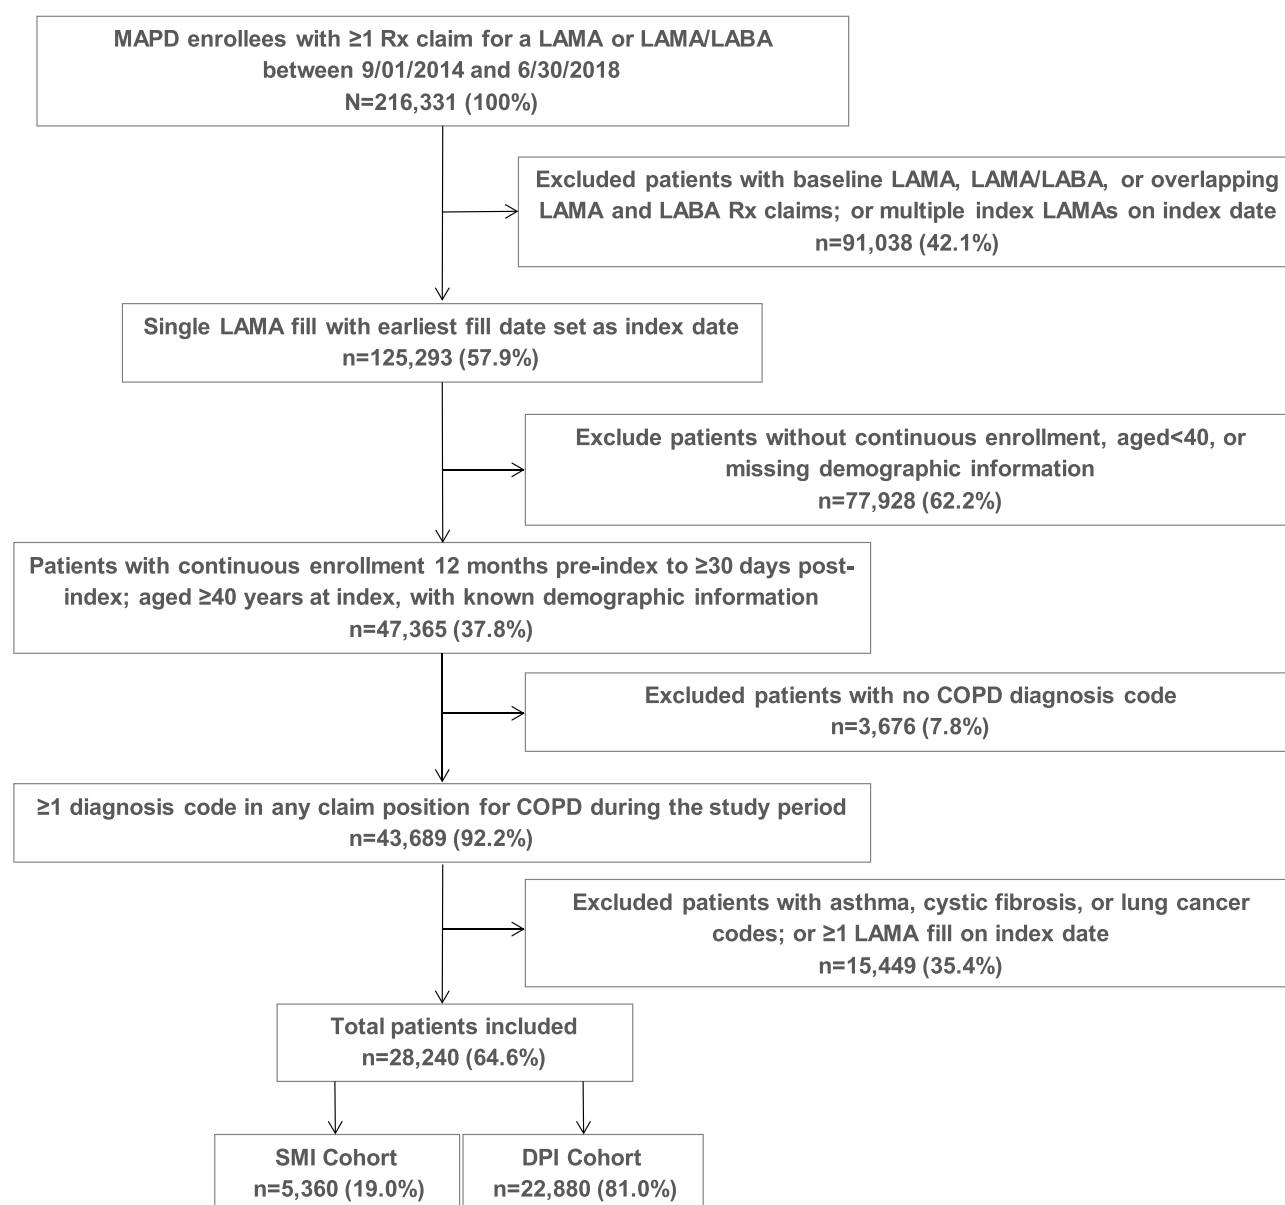 MAPD enrollees with ≥1 Rx claim for a LAMA or LAMA/LABA
between 9/01/2014 and 6/30/2018
N=216,331 (100%)
Excluded patients with baseline LAMA, LAMA/LABA, or overlapping
LAMA and LABA Rx claims; or multiple index LAMAs on index date
n=91,038 (42.1%)
Single LAMA fill with earliest fill date set as index date
n=125,293 (57.9%)
Exclude patients without continuous enrollment, aged<40, or
missing demographic information
n=77,928 (62.2%)
Patients with continuous enrollment 12 months pre-index to ≥30 days post-
index; aged ≥40 years at index, with known demographic information
n=47,365 (37.8%)
Excluded patients with no COPD diagnosis code
n=3,676 (7.8%)
≥1 diagnosis code in any claim position for COPD during the study period
n=43,689 (92.2%)
Excluded patients with asthma, cystic fibrosis, or lung cancer
codes; or ≥1 LAMA fill on index date
n=15,449 (35.4%)
Total patients included
n=28,240 (64.6%)
SMI Cohort
n=5,360 (19.0%)
DPI Cohort
n=22,880 (81.0%)